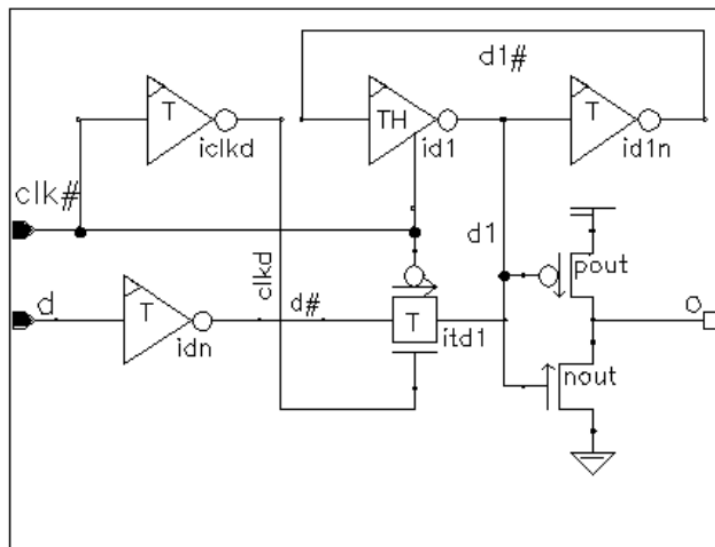 d1#
T
TH
T
iclkd
id1
id1n
clk#
d1
clkd
pout
d
d#
o
T
T
itd1
idn
nout